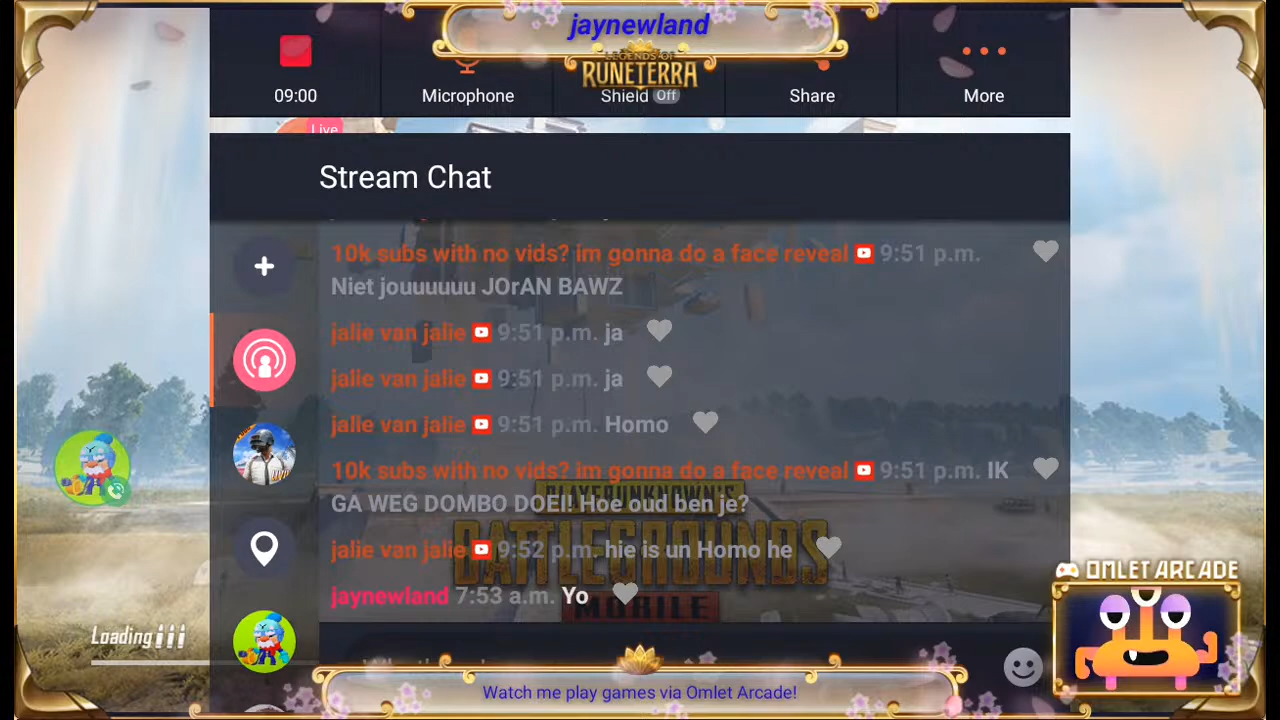 jaynewland
LEGENDS OF
RUNETERRA
09:00
Microphone
Shield Off
Share
More
Live
Stream Chat
10k subs with no vids? im gonna do a face reveal 9:51 p.m.
Niet jouuuuuu JOrAN BAWZ
jalie van jalie 9:51 p.m. ja
jalie van jalie 9:51 p.m. ja
jalie van jalie 9:51 p.m. Homo
10k subs with no vids? im gonna do a face reveal 9:51 p.m. IK
GA WEG DOMBO DOEI! Hoe oud ben je?
jalie van jalie 9:52 p.m. hie is un Homo he
jaynewland 7:53 a.m. Yo
PLAYERUNKNOWN'S
BATTLEGROUNDS
MOBILE
OMLET ARCADE
Loading
Watch me play games via Omlet Arcade!